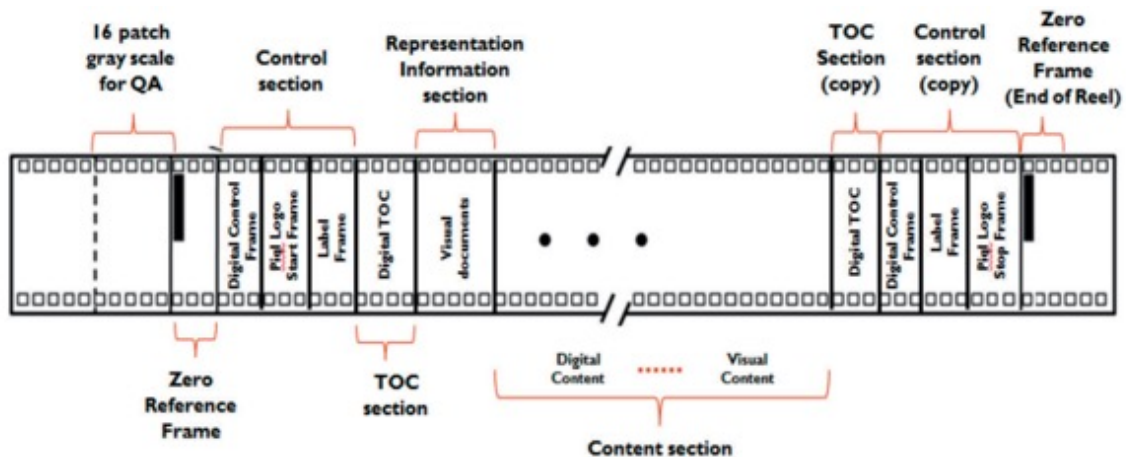 16 patch
gray scale
for QA
Control
section
Representation
Information
section
TOC
Section
(copy)
Control
section
(copy)
Zero
Reference
Frame
(End of Reel)
Digital Control
Frame
Piql Logo
Start Frame
Label
Frame
Digital TOC
Visual
documents
Digital TOC
Digital Control
Frame
Label
Frame
Piql Logo
Stop Frame
Zero
Reference
Frame
TOC
section
Digital
Content
Visual
Content
Content section